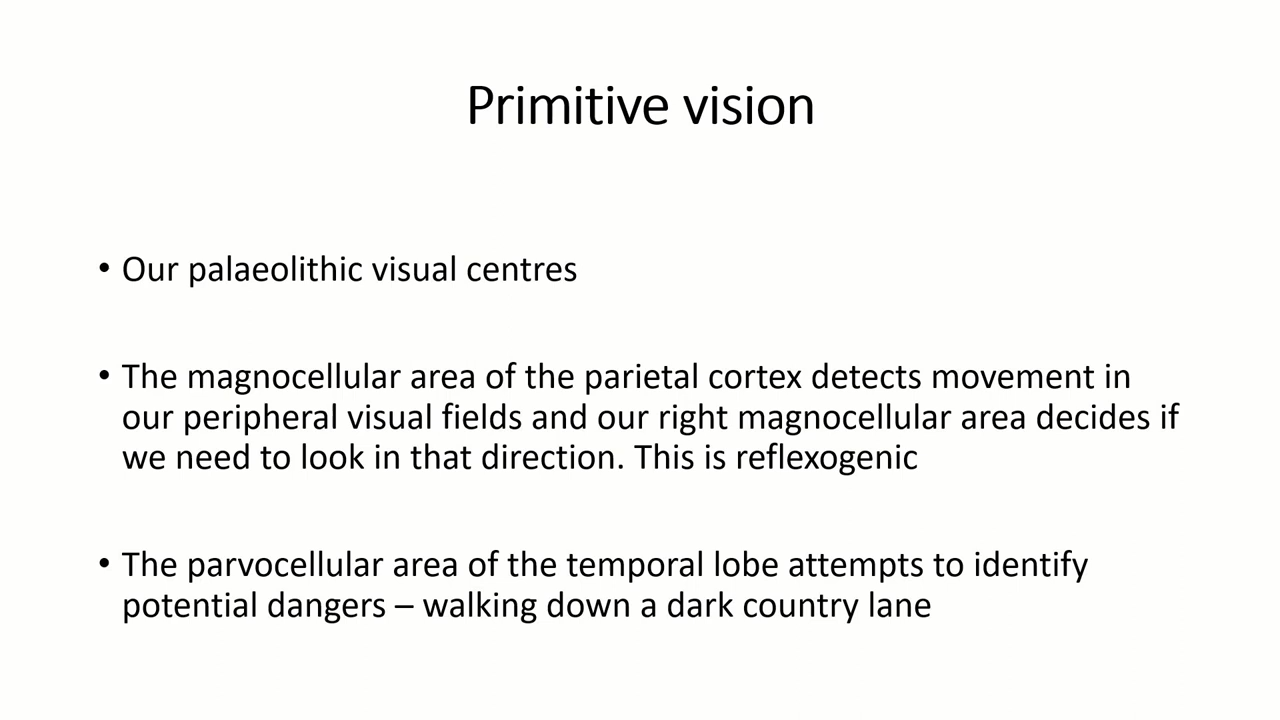 Primitive vision
• Our palaeolithic visual centres
• The magnocellular area of the parietal cortex detects movement in
our peripheral visual fields and our right magnocellular area decides if
we need to look in that direction. This is reflexogenic
• The parvocellular area of the temporal lobe attempts to identify
potential dangers – walking down a dark country lane